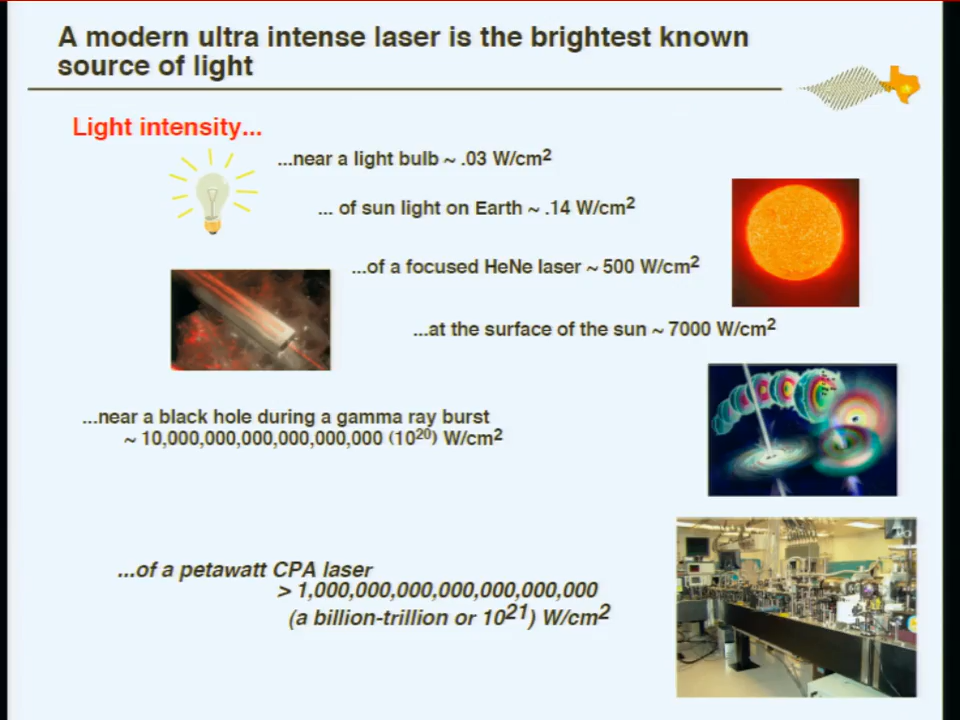 A modern ultra intense laser is the brightest known
source of light
Light intensity...
...near a light bulb ~ .03 W/cm²
... of sun light on Earth ~ .14 W/cm²
...of a focused HeNe laser ~ 500 W/cm²
...at the surface of the sun ~ 7000 W/cm²
...near a black hole during a gamma ray burst
~ 10,000,000,000,000,000,000 (10²⁰) W/cm²
...of a petawatt CPA laser
> 1,000,000,000,000,000,000,000
(a billion-trillion or 10²¹) W/cm²